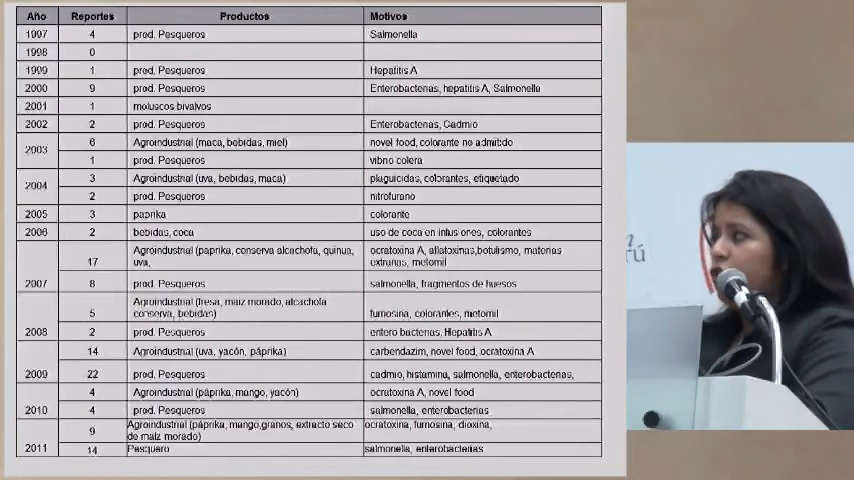 Año Reportes Productos Motivos
1997 4 prod. Pesqueros Salmonella
1998 0
1999 1 prod. Pesqueros Hepatitis A
2000 9 prod. Pesqueros Enterobacterias, hepatitis A, Salmonella
2001 1 moluscos bivalvos
2002 2 prod. Pesqueros Enterobacterias, Cadmio
2003 6 Agroindustrial (maca, bebidas, miel) novel food, colorante no admitido
1 prod. Pesqueros vibrio colera
2004 3 Agroindustrial (uva, bebidas, maca) plaguicidas, colorantes, etiquetado
2 prod. Pesqueros nitrofurano
2005 3 paprika colorante
2006 2 bebidas, coca uso de coca en infusiones, colorantes
2007 17 Agroindustrial (paprika, conserva alcachofa, quinua, ocratoxina A, aflatoxinas,botulismo, materias
uva, extrañas, metomil
8 prod. Pesqueros salmonella, fragmentos de huesos
2008 5 Agroindustrial (fresa, maiz morado, alcachofa
conserva, bebidas) fumosina, colorantes, metomil
2 prod. Pesqueros entero bacterias, Hepatitis A
2009 14 Agroindustrial (uva, yacón, páprika) carbendazim, novel food, ocratoxina A
22 prod. Pesqueros cadmio, histamina, salmonella, enterobacterias,
2010 4 Agroindustrial (páprika, mango, yacón) ocratoxina A, novel food
4 prod. Pesqueros salmonella, enterobacterias
2011 9 Agroindustrial (páprika, mango,granos, extracto seco ocratoxina, fumosina, dioxina,
de maiz morado)
14 Pesquero salmonella, enterobacterias